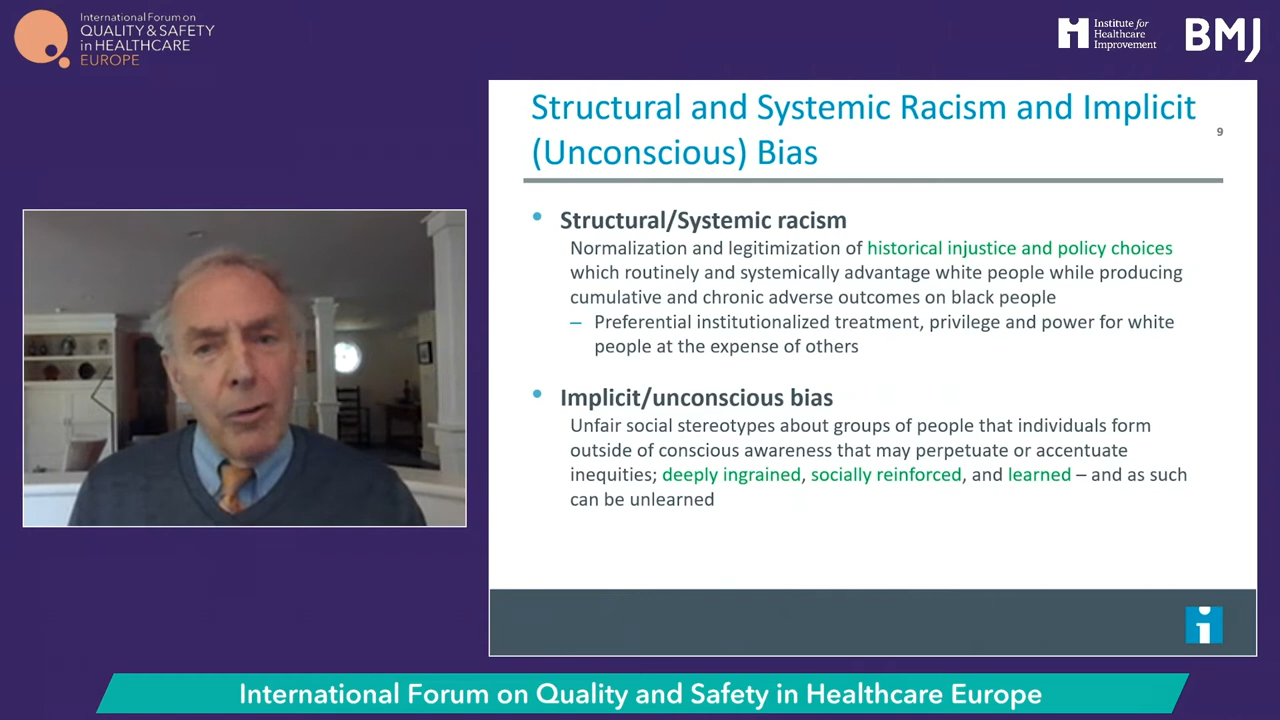 International Forum on
QUALITY & SAFETY
in HEALTHCARE
EUROPE
Institute for
Healthcare
Improvement
BMJ
Structural and Systemic Racism and Implicit
(Unconscious) Bias
9
• Structural/Systemic racism
Normalization and legitimization of historical injustice and policy choices
which routinely and systemically advantage white people while producing
cumulative and chronic adverse outcomes on black people
– Preferential institutionalized treatment, privilege and power for white
people at the expense of others
• Implicit/unconscious bias
Unfair social stereotypes about groups of people that individuals form
outside of conscious awareness that may perpetuate or accentuate
inequities; deeply ingrained, socially reinforced, and learned – and as such
can be unlearned
International Forum on Quality and Safety in Healthcare Europe